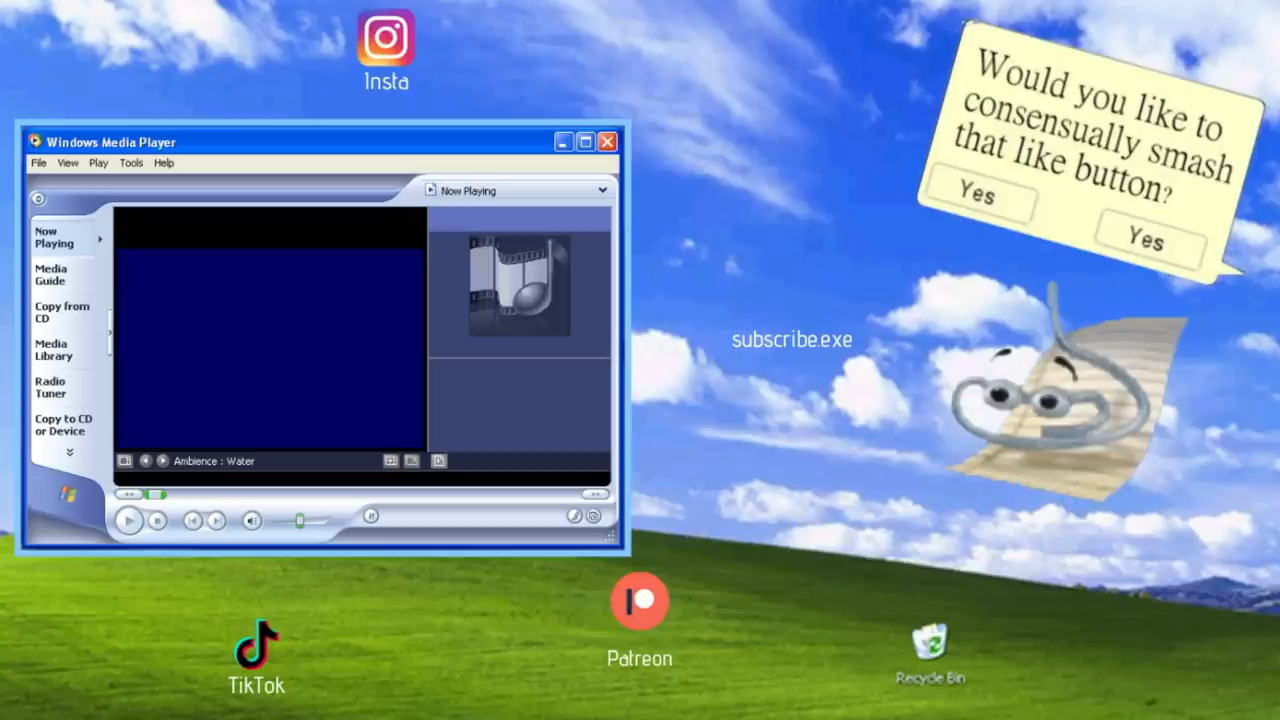 Insta
Would you like to
consensually smash
that like button?
Yes
Yes
Windows Media Player
File View Play Tools Help
Now Playing
Now
Playing
Media
Guide
Copy from
CD
Media
Library
Radio
Tuner
Copy to CD
or Device
Ambience : Water
subscribe.exe
Patreon
TikTok
Recycle Bin